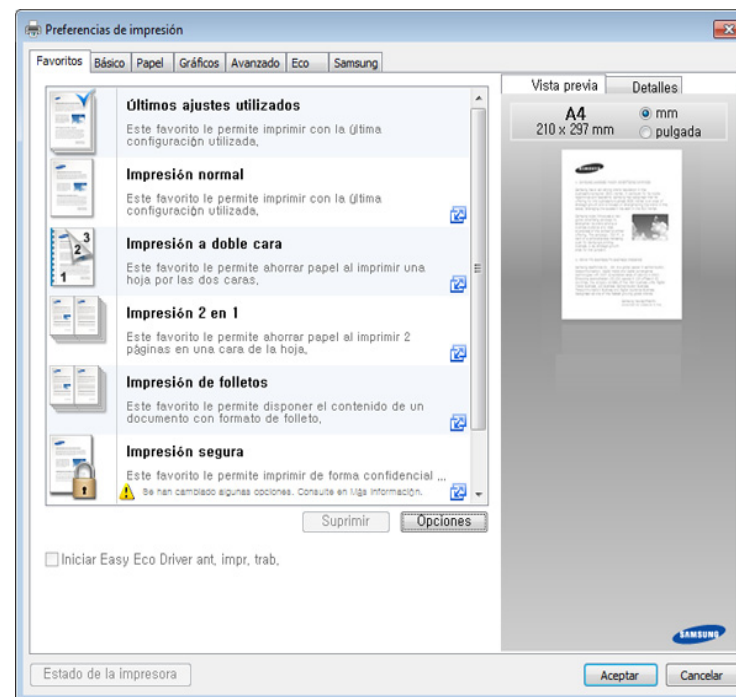 Preferencias de impresión
Favoritos Básico Papel Gráficos Avanzado Eco Samsung
Últimos ajustes utilizados
Este favorito le permite imprimir con la última
configuración utilizada,
Impresión normal
Este favorito le permite imprimir con la última
configuración utilizada,
Impresión a doble cara
Este favorito le permite ahorrar papel al imprimir una
hoja por las dos caras,
1 2 3
Impresión 2 en 1
Este favorito le permite ahorrar papel al imprimir 2
páginas en una cara de la hoja,
Impresión de folletos
Este favorito le permite disponer el contenido de un
documento con formato de folleto,
Impresión segura
Este favorito le permite imprimir de forma confidencial ...
Se han cambiado algunas opciones. Consulte en Más Información.
Suprimir Opciones
Iniciar Easy Eco Driver ant, impr, trab,
Vista previa Detalles
A4
210 x 297 mm
mm
pulgada
SAMSUNG
SAMSUNG
Estado de la impresora
Aceptar Cancelar